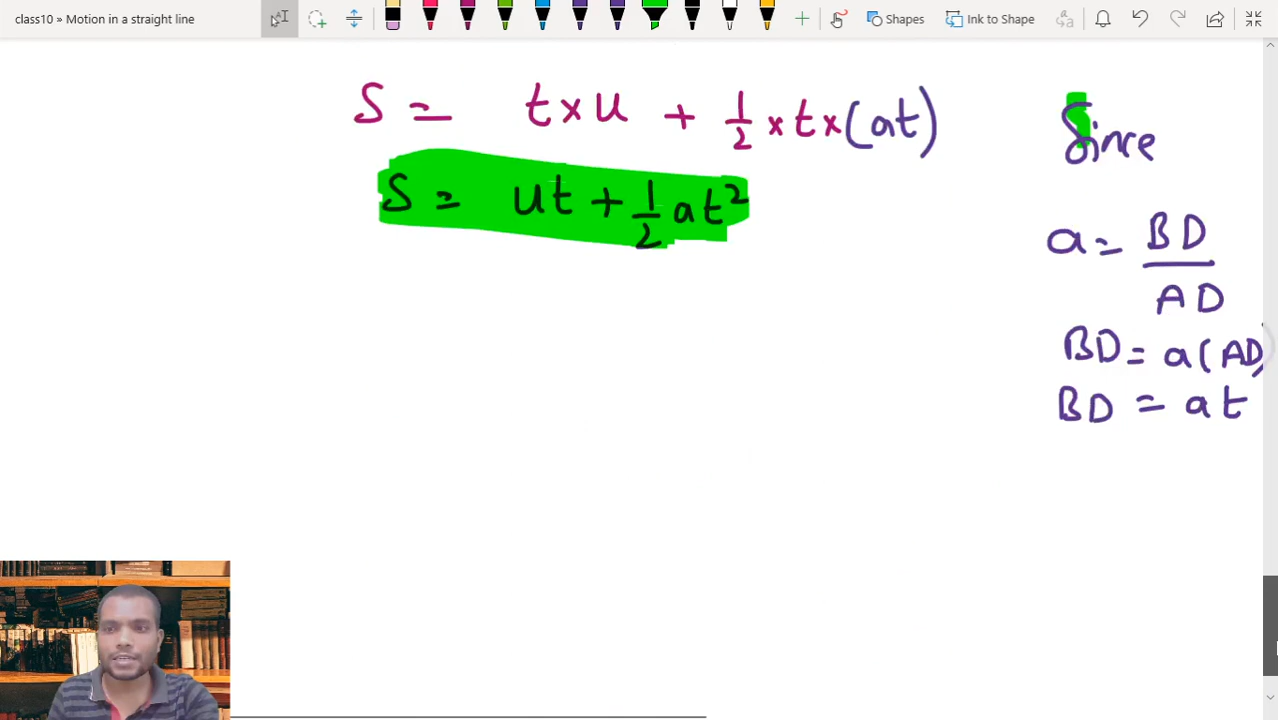 class10 » Motion in a straight line
Shapes
Ink to Shape
S = t×u + 1/2 ×t×(at)
S = ut + 1/2 at²
Since
a = BD/AD
BD = a(AD)
BD = at